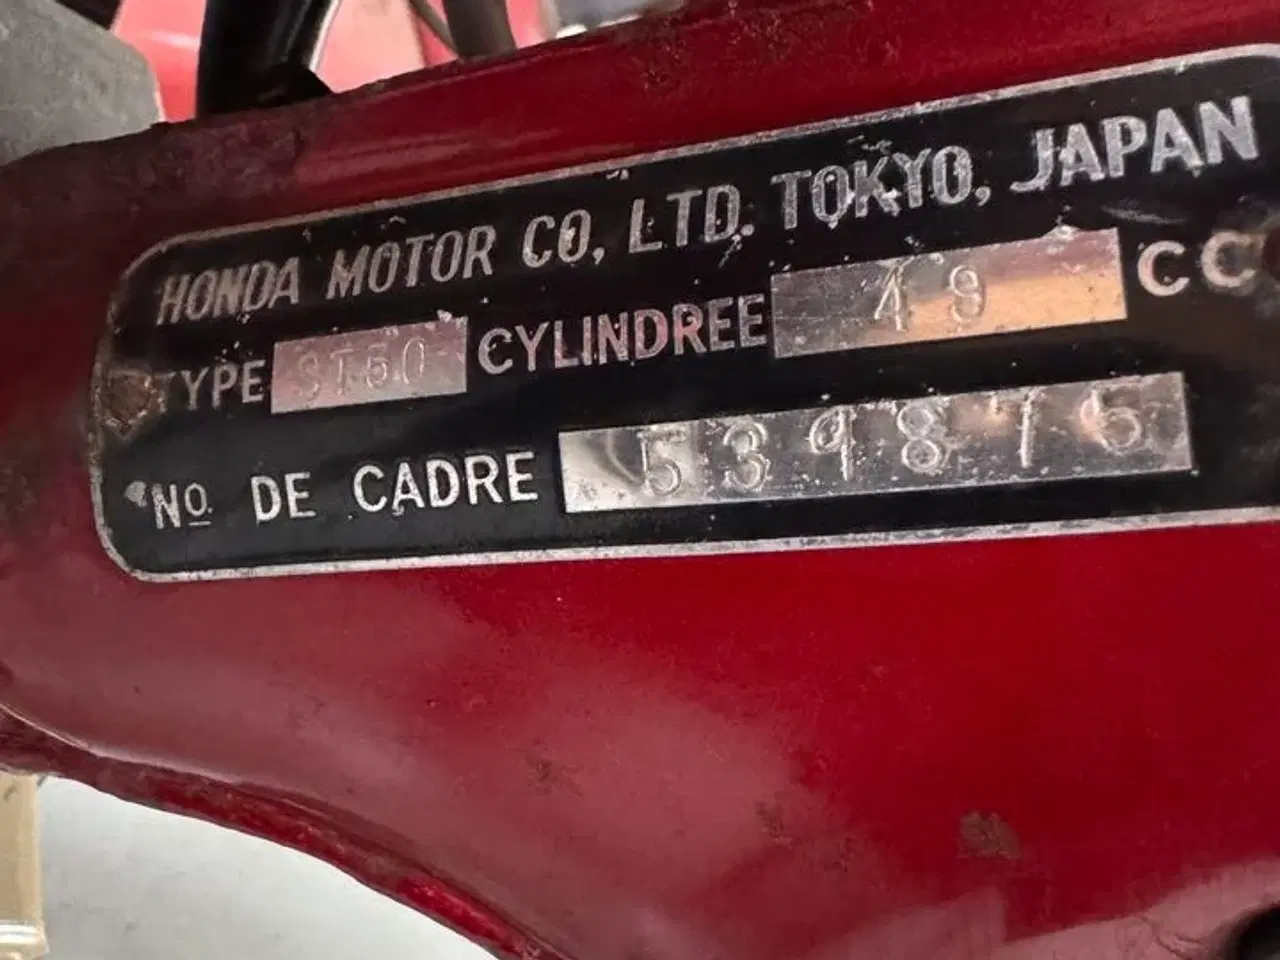 HONDA MOTOR CO, LTD. TOKYO, JAPAN
TYPE ST50 CYLINDREE 49 CC
No. DE CADRE 539876